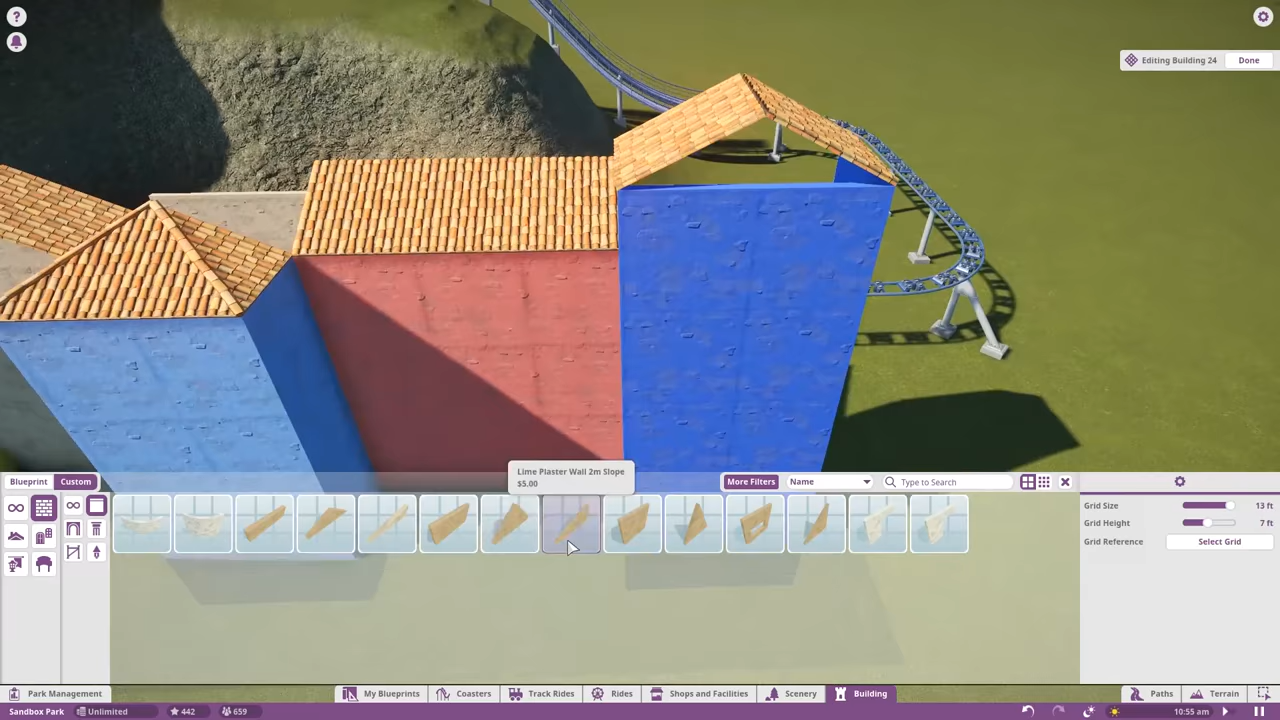 ?
Editing Building 24 Done
Lime Plaster Wall 2m Slope
$5.00
Blueprint Custom
More Filters Name Type to Search
Grid Size 13 ft
Grid Height 7 ft
Grid Reference Select Grid
Park Management My Blueprints Coasters Track Rides Rides Shops and Facilities Scenery Building Paths Terrain
Sandbox Park Unlimited 442 659 10:55 am